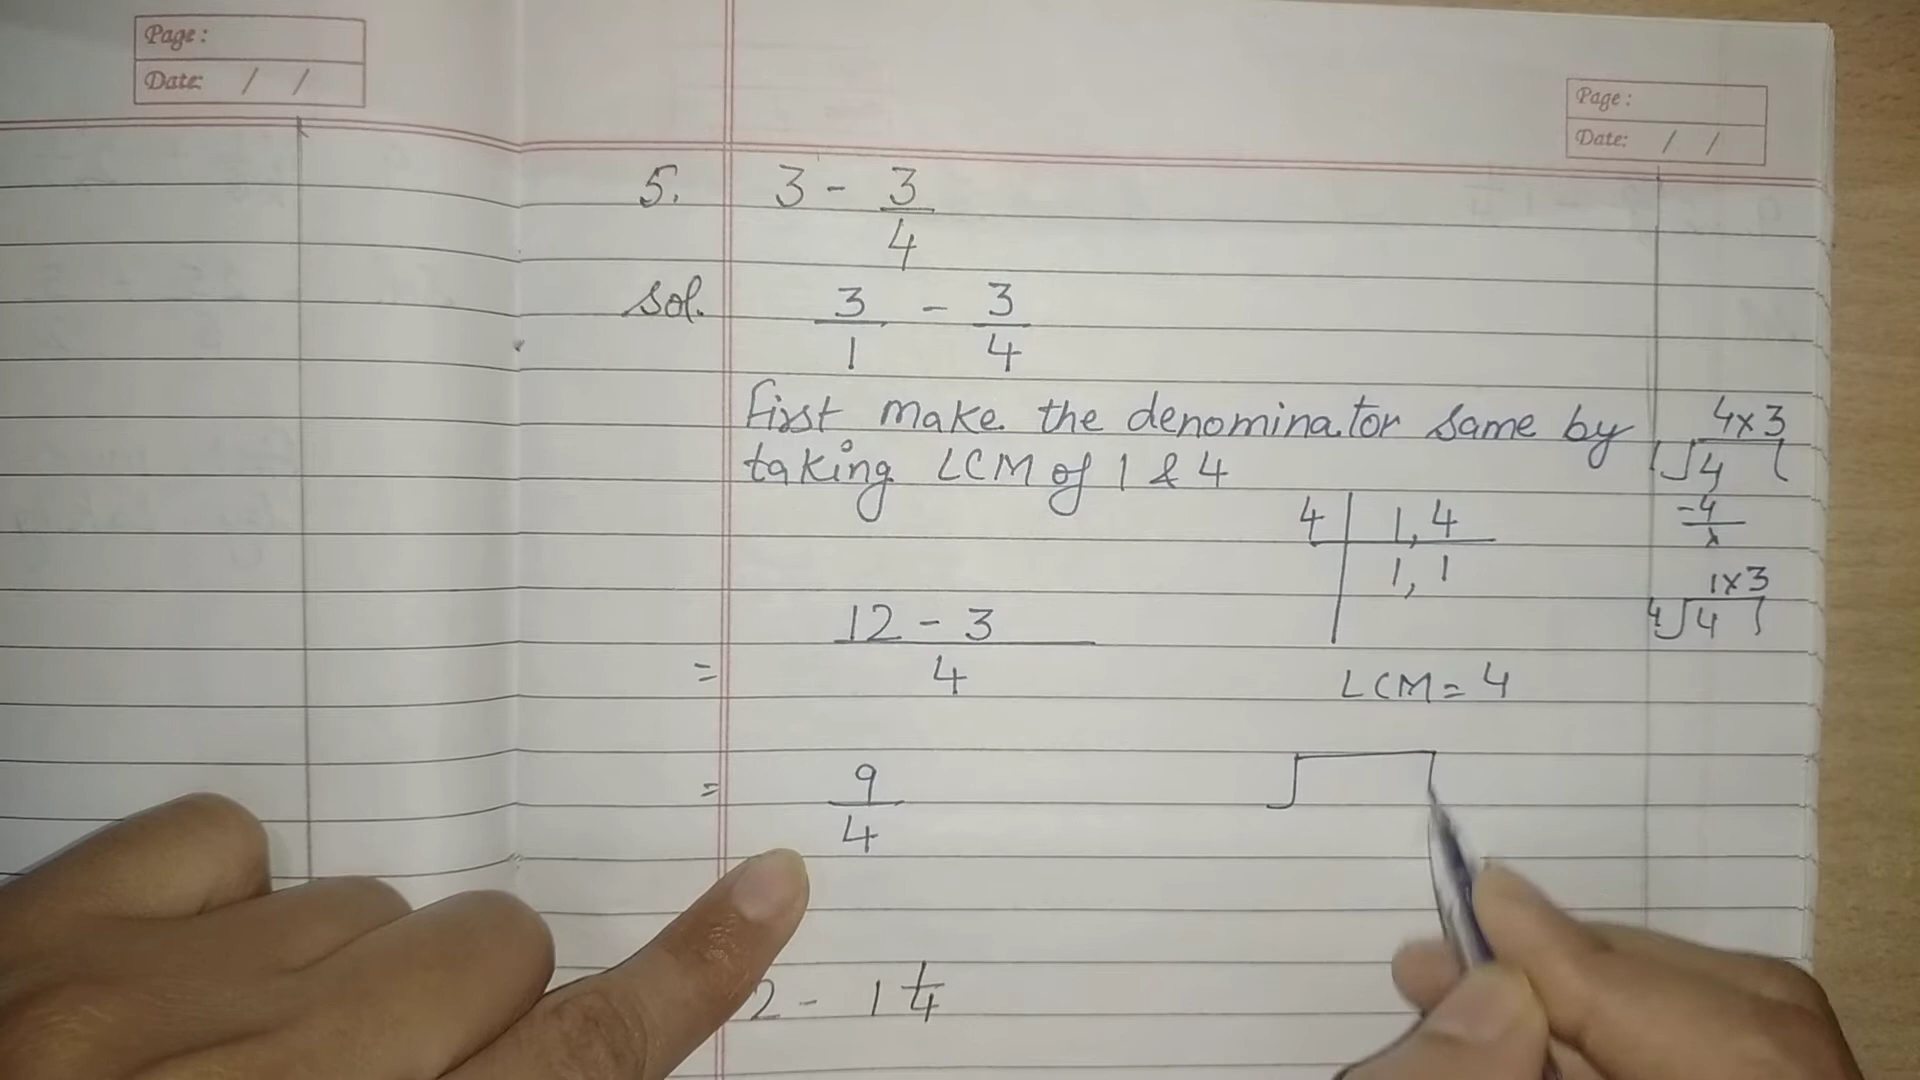 Page :
Date: / /
Page :
Date: / /
5. 3 - 3/4
Sol. 3/1 - 3/4
First make the denominator same by
taking LCM of 1 & 4
4 | 1, 4
1, 1
LCM = 4
4x3
1 4
-4
x
1x3
4 4
= 12 - 3 / 4
= 9/4
2 - 1 1/4